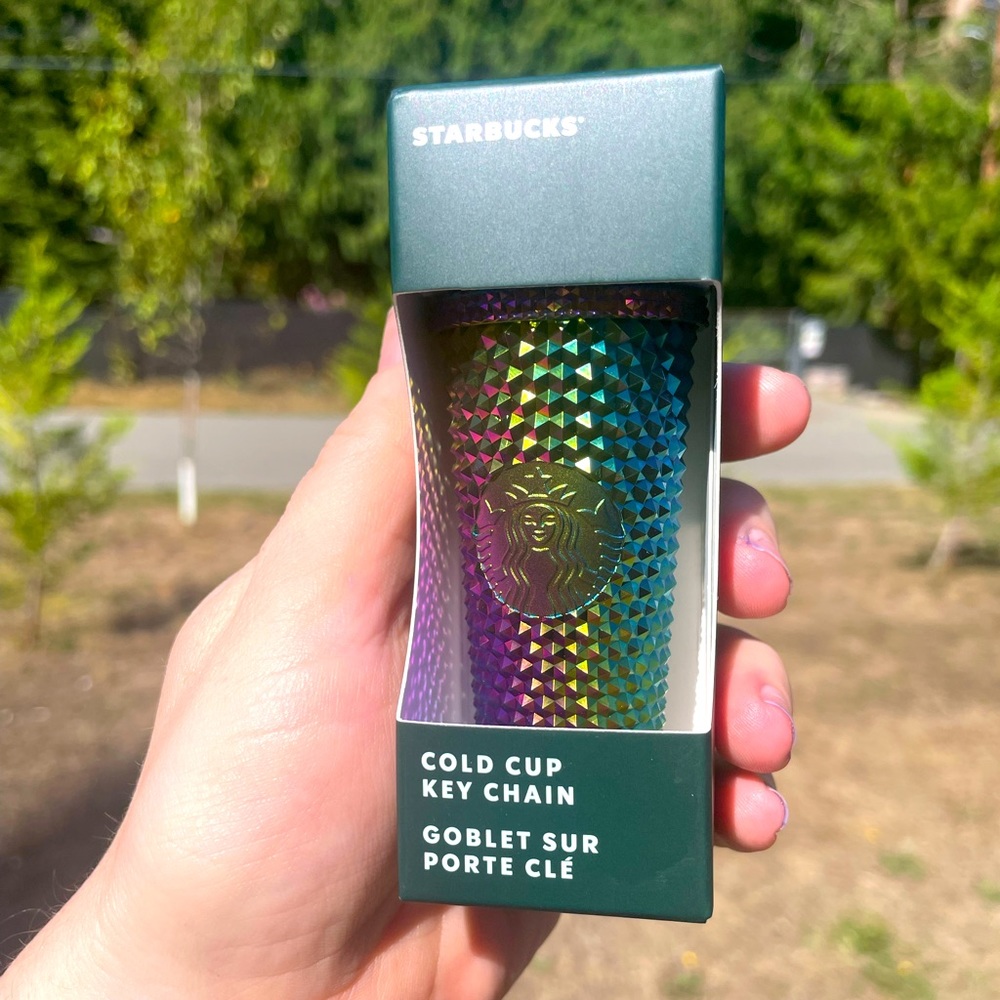 STARBUCKS®
COLD CUP
KEY CHAIN
GOBLET SUR
PORTE CLÉ